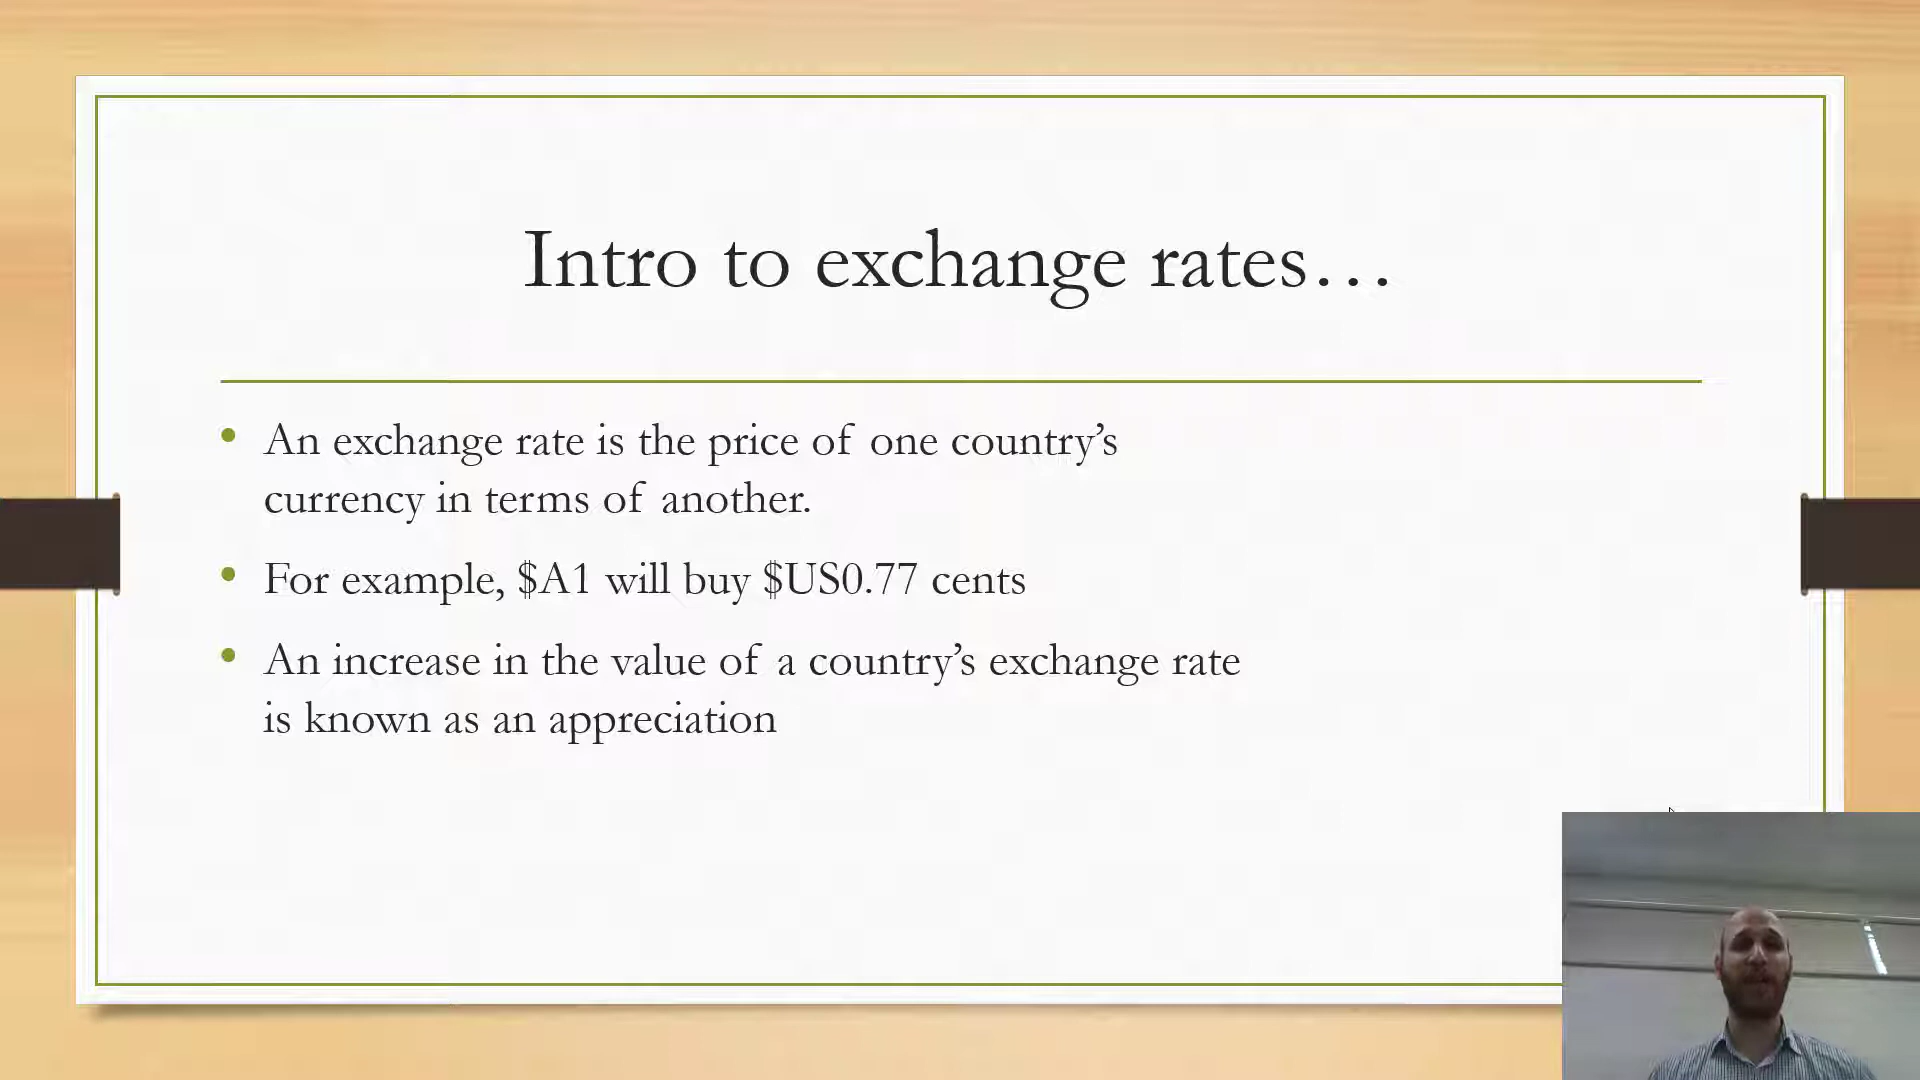 Intro to exchange rates…
• An exchange rate is the price of one country’s
currency in terms of another.
• For example, $A1 will buy $US0.77 cents
• An increase in the value of a country’s exchange rate
is known as an appreciation